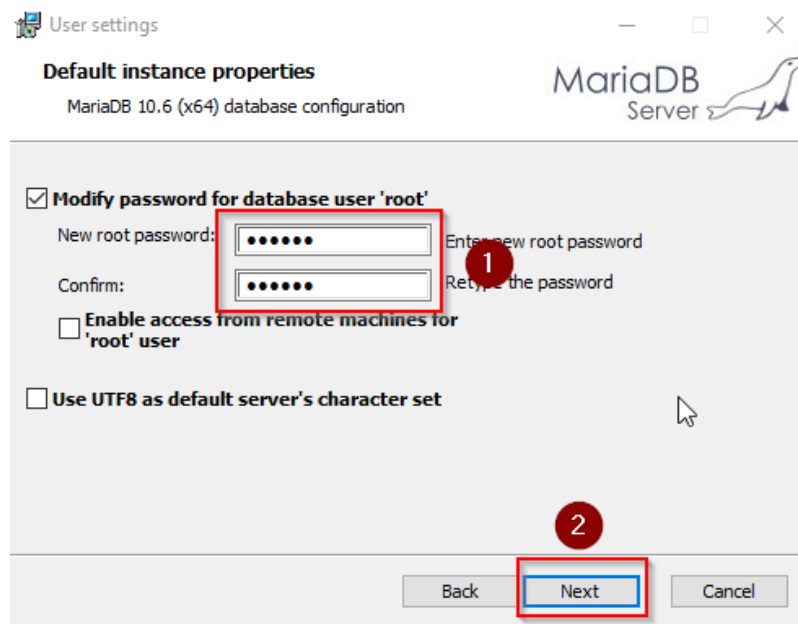 User settings
Default instance properties
MariaDB 10.6 (x64) database configuration
MariaDB
Server
Modify password for database user 'root'
New root password: •••••• Enter new root password
1
Confirm: •••••• Retype the password
Enable access from remote machines for
'root' user
Use UTF8 as default server's character set
2
Back Next Cancel